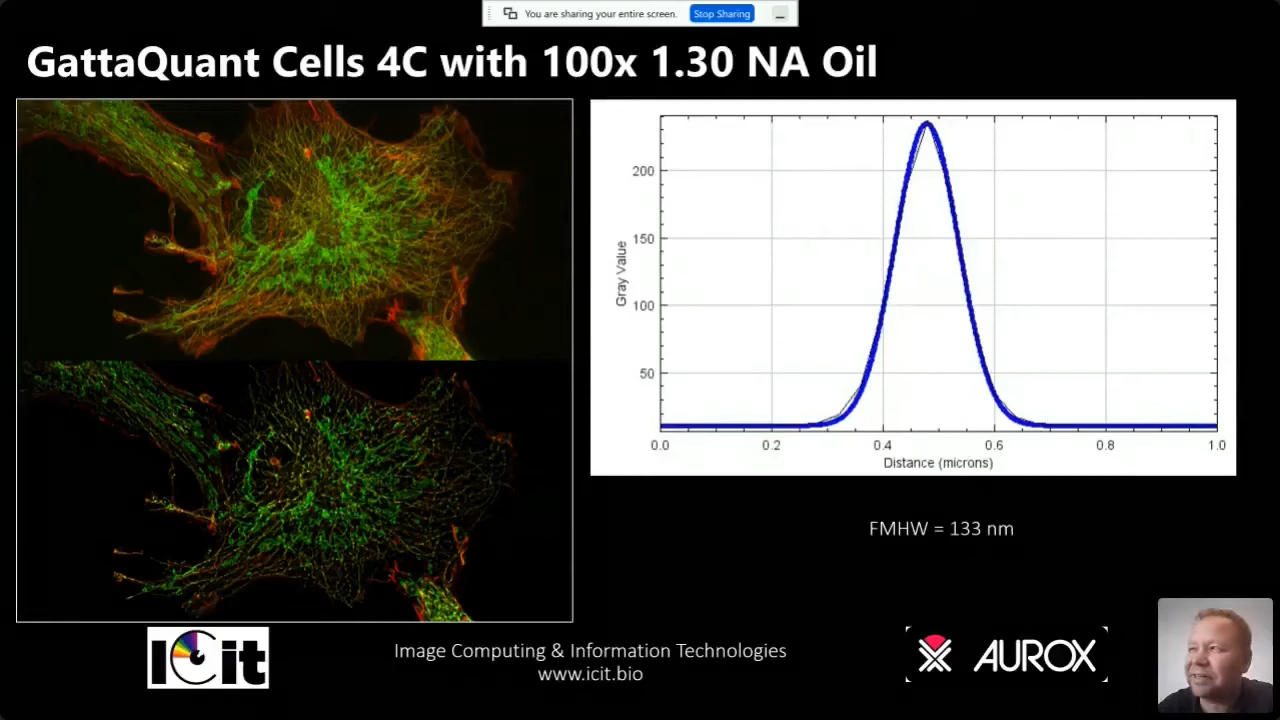 You are sharing your entire screen.
Stop Sharing
GattaQuant Cells 4C with 100x 1.30 NA Oil
Gray Value
200
150
100
50
0.0 0.2 0.4 0.6 0.8 1.0
Distance (microns)
FMHW = 133 nm
ICit
Image Computing & Information Technologies
www.icit.bio
AUROX